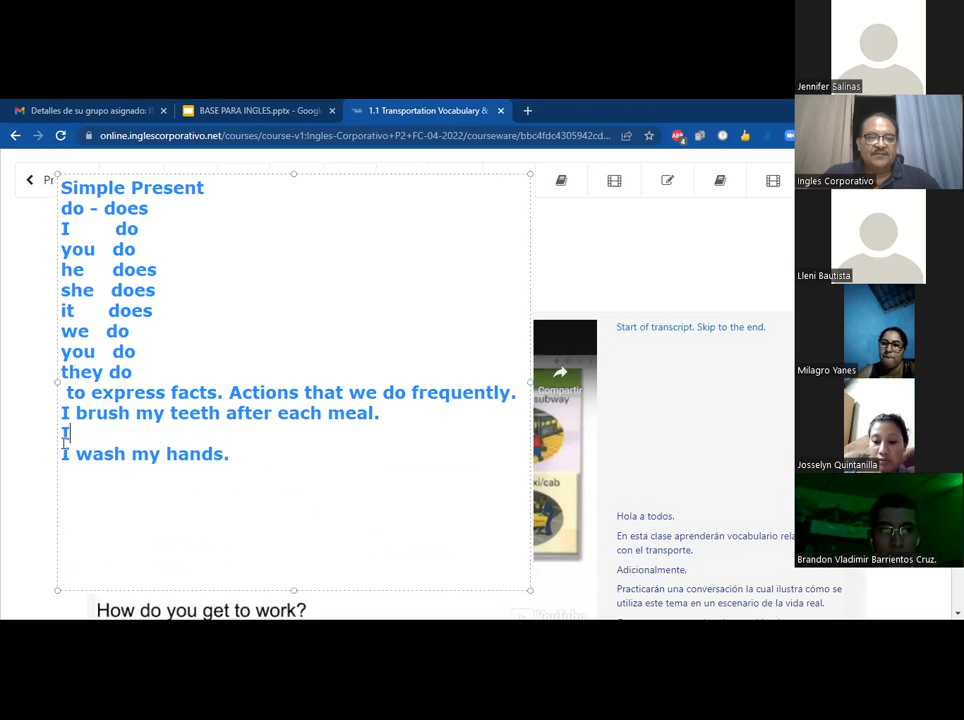 Detalles de su grupo asignado: I
BASE PARA INGLES.pptx - Google
1.1 Transportation Vocabulary &
online.inglescorporativo.net/courses/course-v1:Ingles-Corporativo+P2+FC-04-2022/courseware/bbc4fdc4305942cd...
Pr
Simple Present
do - does
I do
you do
he does
she does
it does
we do
you do
they do
to express facts. Actions that we do frequently.
I brush my teeth after each meal.
I
I wash my hands.
Start of transcript. Skip to the end.
Compartir
subway
xi/cab
Hola a todos.
En esta clase aprenderán vocabulario rela
con el transporte.
Adicionalmente,
Practicarán una conversación la cual ilustra cómo se
utiliza este tema en un escenario de la vida real.
How do you get to work?
YouTube
Jennifer Salinas
Ingles Corporativo
Lleni Bautista
Milagro Yanes
Josselyn Quintanilla
Brandon Vladimir Barrientos Cruz.